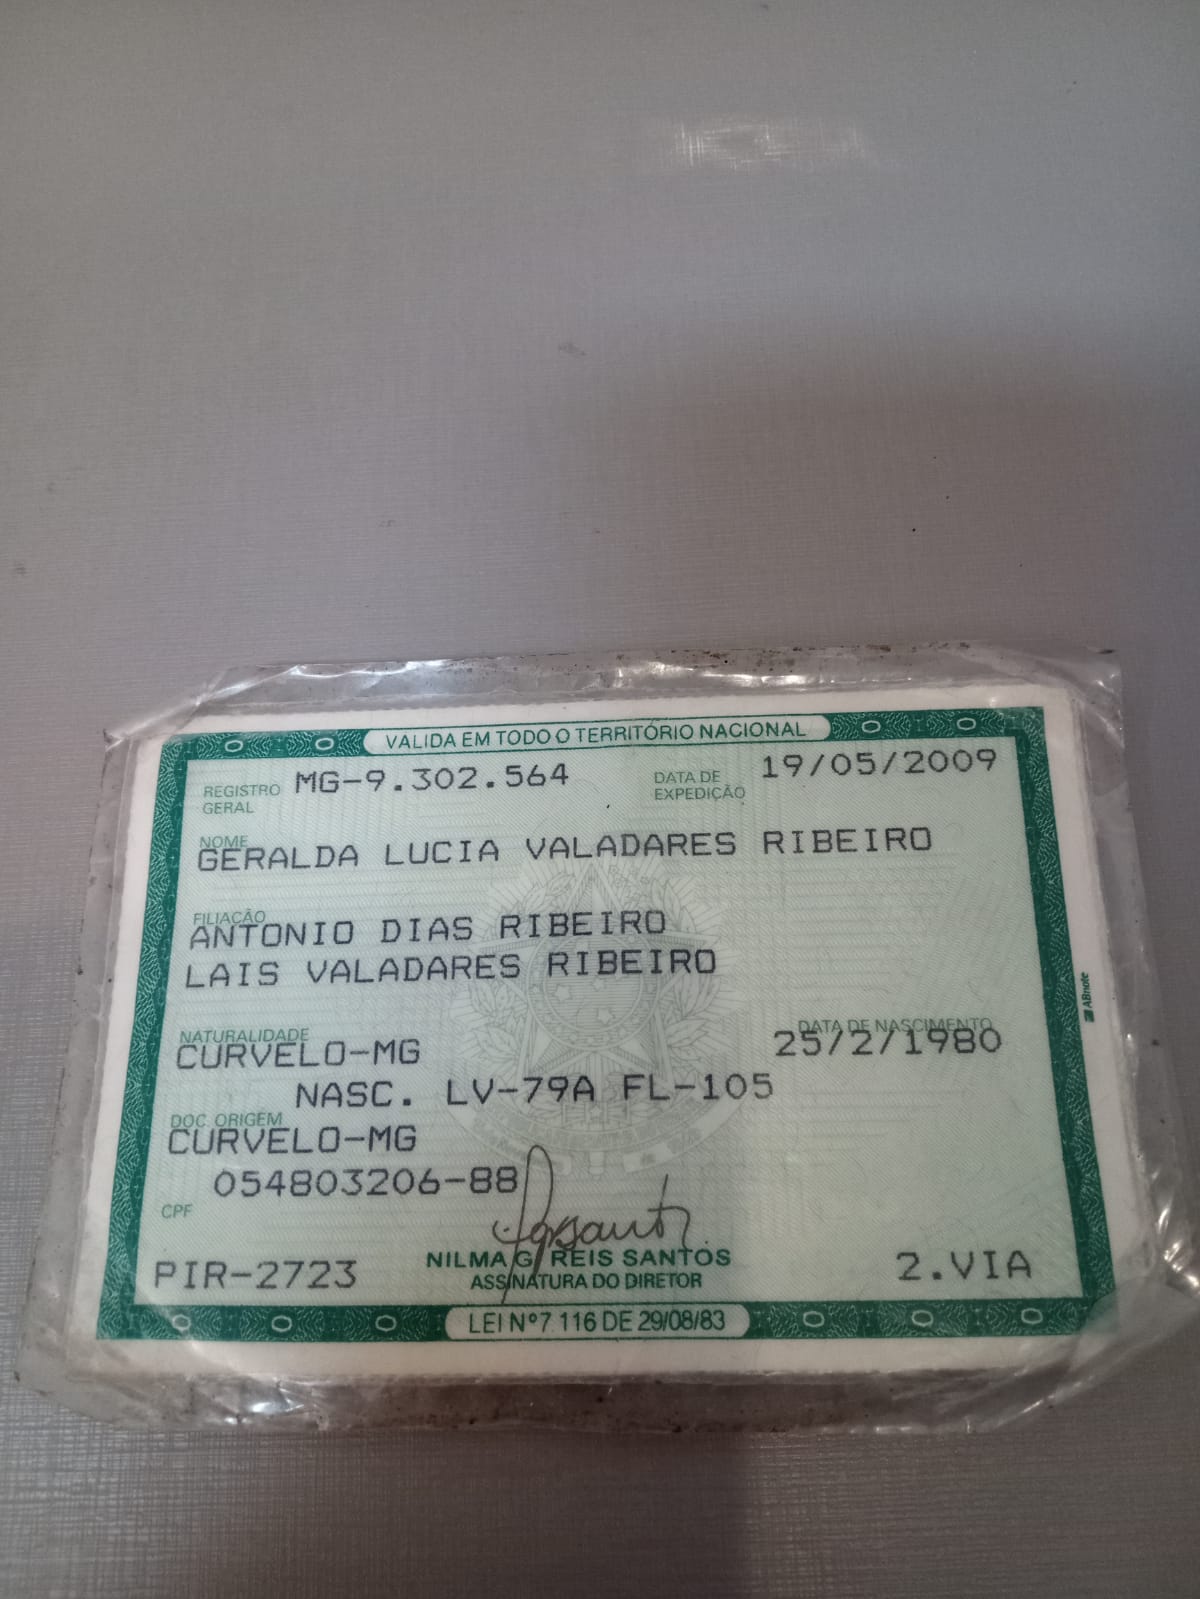 VALIDA EM TODO O TERRITÓRIO NACIONAL
REGISTRO GERAL MG-9.302.564 DATA DE EXPEDIÇÃO 19/05/2009
NOME
GERALDA LUCIA VALADARES RIBEIRO
FILIAÇÃO
ANTONIO DIAS RIBEIRO
LAIS VALADARES RIBEIRO
NATURALIDADE DATA DE NASCIMENTO
CURVELO-MG 25/2/1980
NASC. LV-79A FL-105
DOC. ORIGEM
CURVELO-MG
054803206-88
CPF
NILMA G. REIS SANTOS
PIR-2723 ASSINATURA DO DIRETOR 2.VIA
LEI Nº 7.116 DE 29/08/83
ABnote